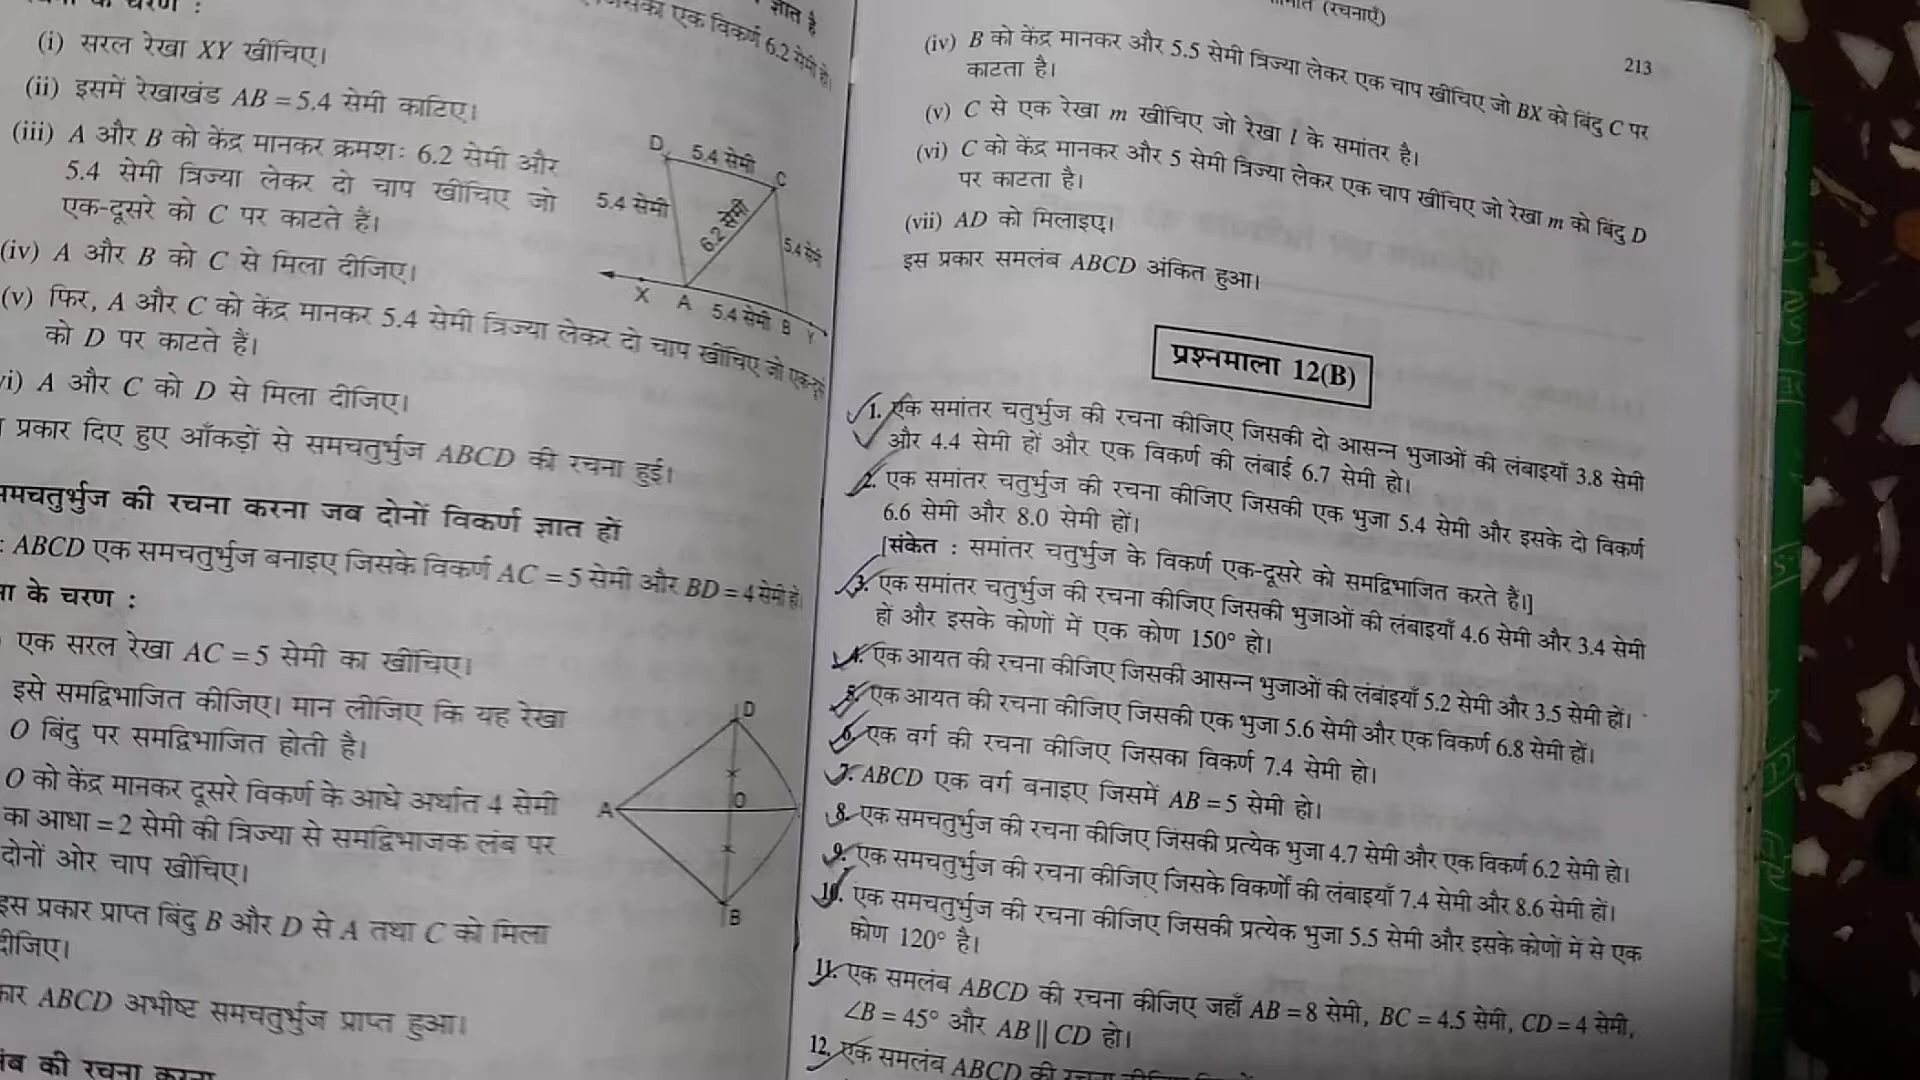 (i) सरल रेखा XY खींचिए।
(ii) इसमें रेखाखंड AB = 5.4 सेमी काटिए।
(iii) A और B को केंद्र मानकर क्रमशः 6.2 सेमी और
5.4 सेमी त्रिज्या लेकर दो चाप खींचिए जो
एक-दूसरे को C पर काटते हैं।
(iv) A और B को C से मिला दीजिए।
(v) फिर, A और C को केंद्र मानकर 5.4 सेमी त्रिज्या लेकर दो चाप खींचिए जो
को D पर काटते हैं।
A और C को D से मिला दीजिए।
प्रकार दिए हुए आँकड़ों से समचतुर्भुज ABCD की रचना हुई।
D
5.4 सेमी
C
5.4 सेमी
6.2 सेमी
5.4 सेमी
X A 5.4 सेमी B Y
समचतुर्भुज की रचना करना जब दोनों विकर्ण ज्ञात हों
: ABCD एक समचतुर्भुज बनाइए जिसके विकर्ण AC = 5 सेमी और BD = 4 सेमी हो।
के चरण :
एक सरल रेखा AC = 5 सेमी का खींचिए।
इसे समद्विभाजित कीजिए। मान लीजिए कि यह रेखा
O बिंदु पर समद्विभाजित होती है।
O को केंद्र मानकर दूसरे विकर्ण के आधे अर्थात 4 सेमी
का आधा = 2 सेमी की त्रिज्या से समद्विभाजक लंब पर
दोनों ओर चाप खींचिए।
इस प्रकार प्राप्त बिंदु B और D से A तथा C को मिला
दीजिए।
ABCD अभीष्ट समचतुर्भुज प्राप्त हुआ।
की रचना करना
D
A
O
B
(रचनाएँ)
213
(iv) B को केंद्र मानकर और 5.5 सेमी त्रिज्या लेकर एक चाप खींचिए जो BX को बिंदु C पर
काटता है।
(v) C से एक रेखा m खींचिए जो रेखा l के समांतर है।
(vi) C को केंद्र मानकर और 5 सेमी त्रिज्या लेकर एक चाप खींचिए जो रेखा m को बिंदु D
पर काटता है।
(vii) AD को मिलाइए।
इस प्रकार समलंब ABCD अंकित हुआ।
प्रश्नमाला 12(B)
1. एक समांतर चतुर्भुज की रचना कीजिए जिसकी दो आसन्न भुजाओं की लंबाइयाँ 3.8 सेमी
और 4.4 सेमी हों और एक विकर्ण की लंबाई 6.7 सेमी हो।
2. एक समांतर चतुर्भुज की रचना कीजिए जिसकी एक भुजा 5.4 सेमी और इसके दो विकर्ण
6.6 सेमी और 8.0 सेमी हों।
[संकेत : समांतर चतुर्भुज के विकर्ण एक-दूसरे को समद्विभाजित करते हैं।]
3. एक समांतर चतुर्भुज की रचना कीजिए जिसकी भुजाओं की लंबाइयाँ 4.6 सेमी और 3.4 सेमी
हों और इसके कोणों में एक कोण 150° हो।
4. एक आयत की रचना कीजिए जिसकी आसन्न भुजाओं की लंबाइयाँ 5.2 सेमी और 3.5 सेमी हों।
5. एक आयत की रचना कीजिए जिसकी एक भुजा 5.6 सेमी और एक विकर्ण 6.8 सेमी हों।
6. एक वर्ग की रचना कीजिए जिसका विकर्ण 7.4 सेमी हो।
7. ABCD एक वर्ग बनाइए जिसमें AB = 5 सेमी हो।
8. एक समचतुर्भुज की रचना कीजिए जिसकी प्रत्येक भुजा 4.7 सेमी और एक विकर्ण 6.2 सेमी हो।
9. एक समचतुर्भुज की रचना कीजिए जिसके विकर्णों की लंबाइयाँ 7.4 सेमी और 8.6 सेमी हों।
10. एक समचतुर्भुज की रचना कीजिए जिसकी प्रत्येक भुजा 5.5 सेमी और इसके कोणों में से एक
कोण 120° है।
11. एक समलंब ABCD की रचना कीजिए जहाँ AB = 8 सेमी, BC = 4.5 सेमी, CD = 4 सेमी,
∠B = 45° और AB || CD हो।
12. एक समलंब ABCD की रचना